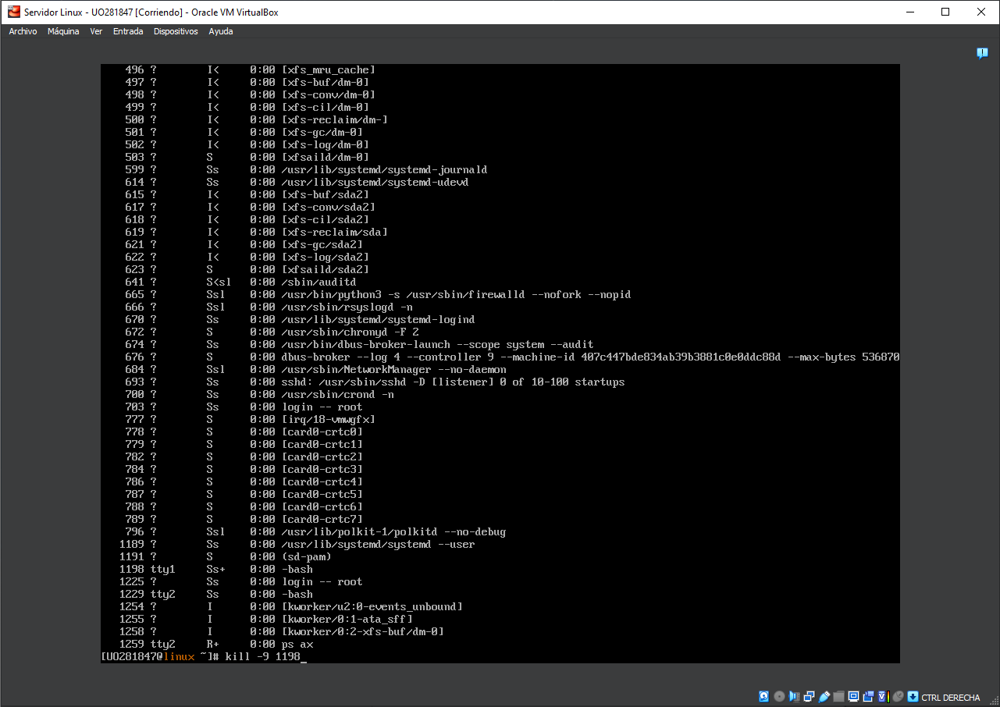 Servidor Linux - UO281847 [Corriendo] - Oracle VM VirtualBox
Archivo Máquina Ver Entrada Dispositivos Ayuda
496 ? I< 0:00 [xfs_mru_cache]
497 ? I< 0:00 [xfs-buf/dm-0]
498 ? I< 0:00 [xfs-conv/dm-0]
499 ? I< 0:00 [xfs-cil/dm-0]
500 ? I< 0:00 [xfs-reclaim/dm-]
501 ? I< 0:00 [xfs-gc/dm-0]
502 ? I< 0:00 [xfs-log/dm-0]
503 ? S 0:00 [xfsaild/dm-0]
599 ? Ss 0:00 /usr/lib/systemd/systemd-journald
614 ? Ss 0:00 /usr/lib/systemd/systemd-udevd
615 ? I< 0:00 [xfs-buf/sda2]
617 ? I< 0:00 [xfs-conv/sda2]
618 ? I< 0:00 [xfs-cil/sda2]
619 ? I< 0:00 [xfs-reclaim/sda]
621 ? I< 0:00 [xfs-gc/sda2]
622 ? I< 0:00 [xfs-log/sda2]
623 ? S 0:00 [xfsaild/sda2]
641 ? S<sl 0:00 /sbin/auditd
665 ? Ssl 0:00 /usr/bin/python3 -s /usr/sbin/firewalld --nofork --nopid
666 ? Ssl 0:00 /usr/sbin/rsyslogd -n
670 ? Ss 0:00 /usr/lib/systemd/systemd-logind
672 ? S 0:00 /usr/sbin/chronyd -F 2
674 ? Ss 0:00 /usr/bin/dbus-broker-launch --scope system --audit
676 ? S 0:00 dbus-broker --log 4 --controller 9 --machine-id 407c447bde834ab39b3881c0e0ddc88d --max-bytes 536870
684 ? Ssl 0:00 /usr/sbin/NetworkManager --no-daemon
693 ? Ss 0:00 sshd: /usr/sbin/sshd -D [listener] 0 of 10-100 startups
700 ? Ss 0:00 /usr/sbin/crond -n
703 ? Ss 0:00 login -- root
777 ? S 0:00 [irq/18-vmwgfx]
778 ? S 0:00 [card0-crtc0]
779 ? S 0:00 [card0-crtc1]
782 ? S 0:00 [card0-crtc2]
784 ? S 0:00 [card0-crtc3]
786 ? S 0:00 [card0-crtc4]
787 ? S 0:00 [card0-crtc5]
788 ? S 0:00 [card0-crtc6]
789 ? S 0:00 [card0-crtc7]
796 ? Ssl 0:00 /usr/lib/polkit-1/polkitd --no-debug
1189 ? Ss 0:00 /usr/lib/systemd/systemd --user
1191 ? S 0:00 (sd-pam)
1198 tty1 Ss+ 0:00 -bash
1225 ? Ss 0:00 login -- root
1229 tty2 Ss 0:00 -bash
1254 ? I 0:00 [kworker/u2:0-events_unbound]
1255 ? I 0:00 [kworker/0:1-ata_sff]
1258 ? I 0:00 [kworker/0:2-xfs-buf/dm-0]
1259 tty2 R+ 0:00 ps ax
[UO281847@linux ~]# kill -9 1198_
CTRL DERECHA